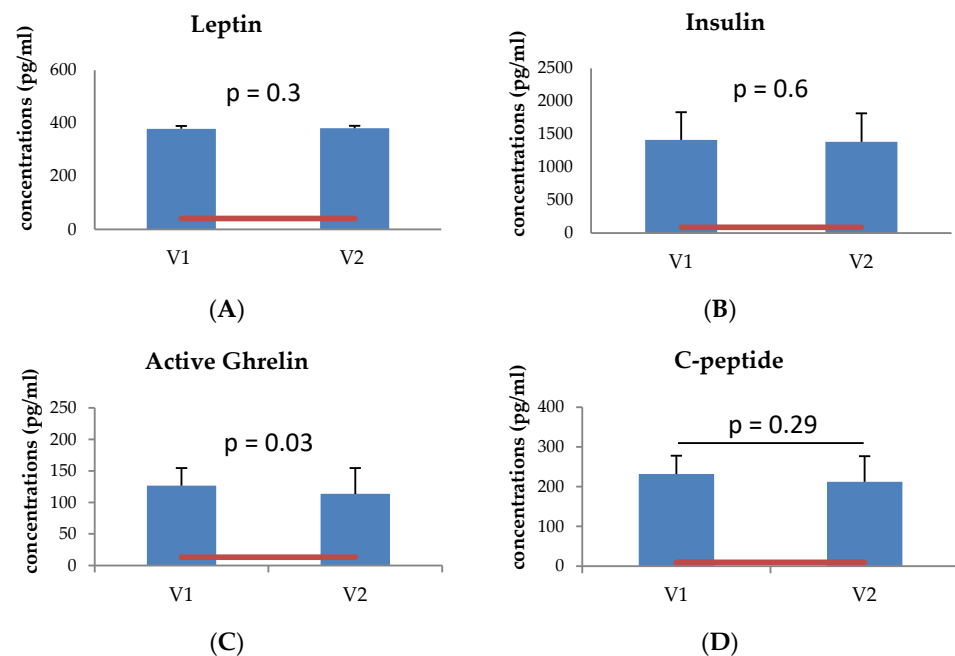 Leptin
concentrations (pg/ml)
600
400
200
0
p = 0.3
V1 V2
(A)
Insulin
concentrations (pg/ml)
2500
2000
1500
1000
500
0
p = 0.6
V1 V2
(B)
Active Ghrelin
concentrations (pg/ml)
250
200
150
100
50
0
p = 0.03
V1 V2
(C)
C-peptide
concentrations (pg/ml)
400
300
200
100
0
p = 0.29
V1 V2
(D)